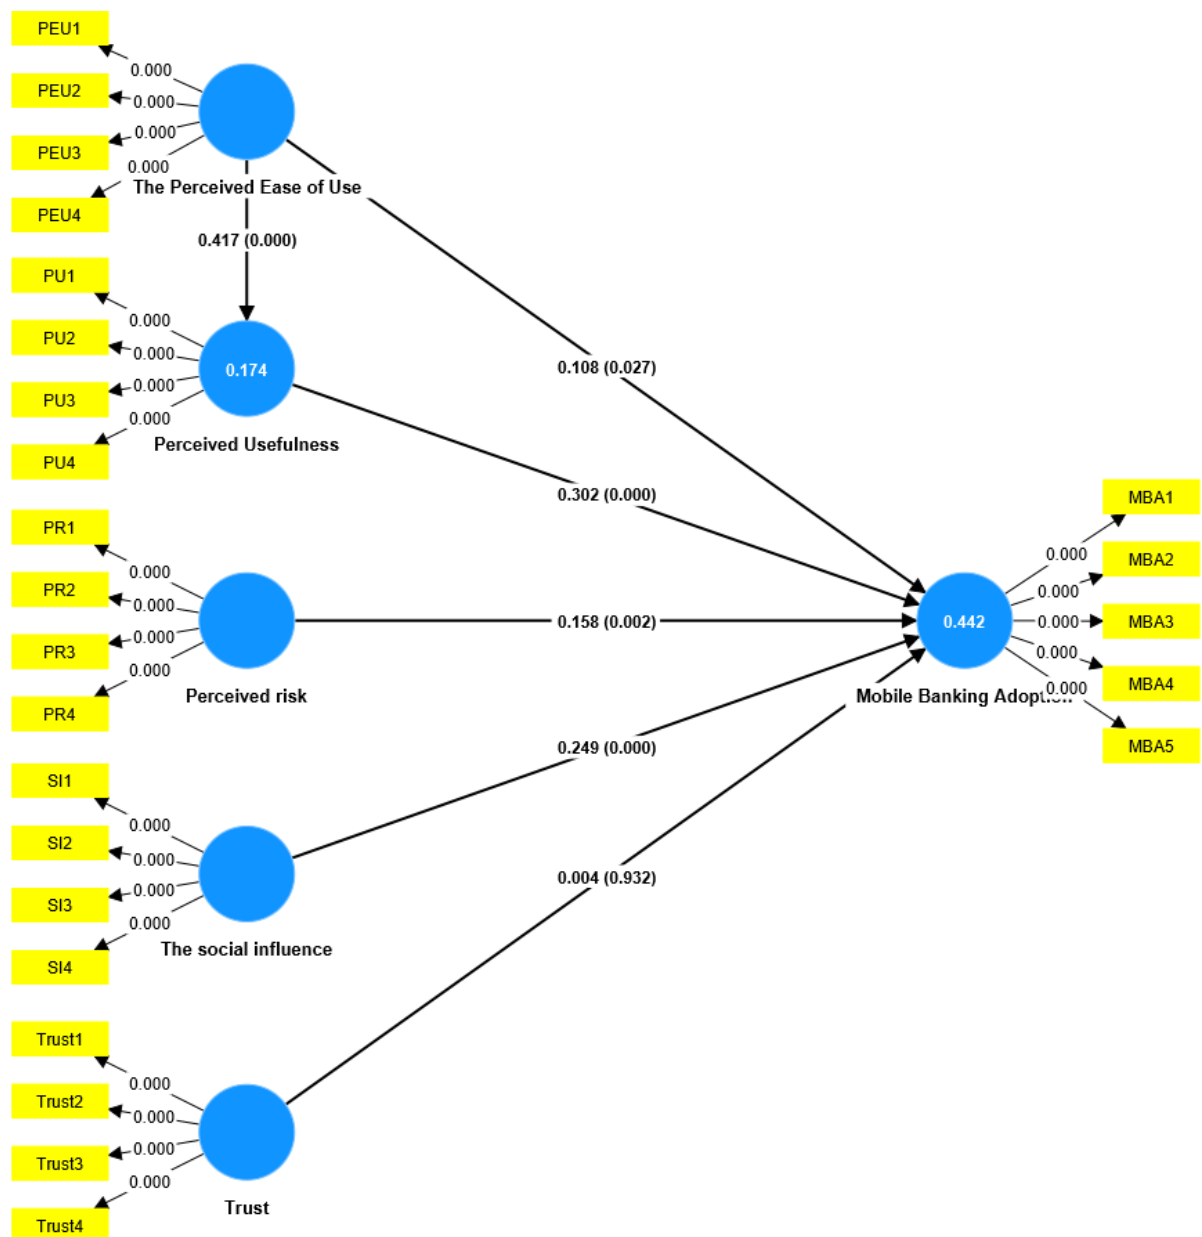 PEU1
0.000
PEU2
0.000
PEU3
0.000
PEU4
0.000
The Perceived Ease of Use
0.417 (0.000)
PU1
0.000
PU2
0.000
PU3
0.000
PU4
0.000
0.174
Perceived Usefulness
0.108 (0.027)
0.302 (0.000)
PR1
0.000
PR2
0.000
PR3
0.000
PR4
0.000
Perceived risk
0.158 (0.002)
0.442
Mobile Banking
MBA1
0.000
MBA2
0.000
MBA3
0.000
MBA4
0.000
MBA5
0.000
SI1
0.000
SI2
0.000
SI3
0.000
SI4
0.000
The social influence
0.249 (0.000)
0.004 (0.932)
Trust1
0.000
Trust2
0.000
Trust3
0.000
Trust4
0.000
Trust